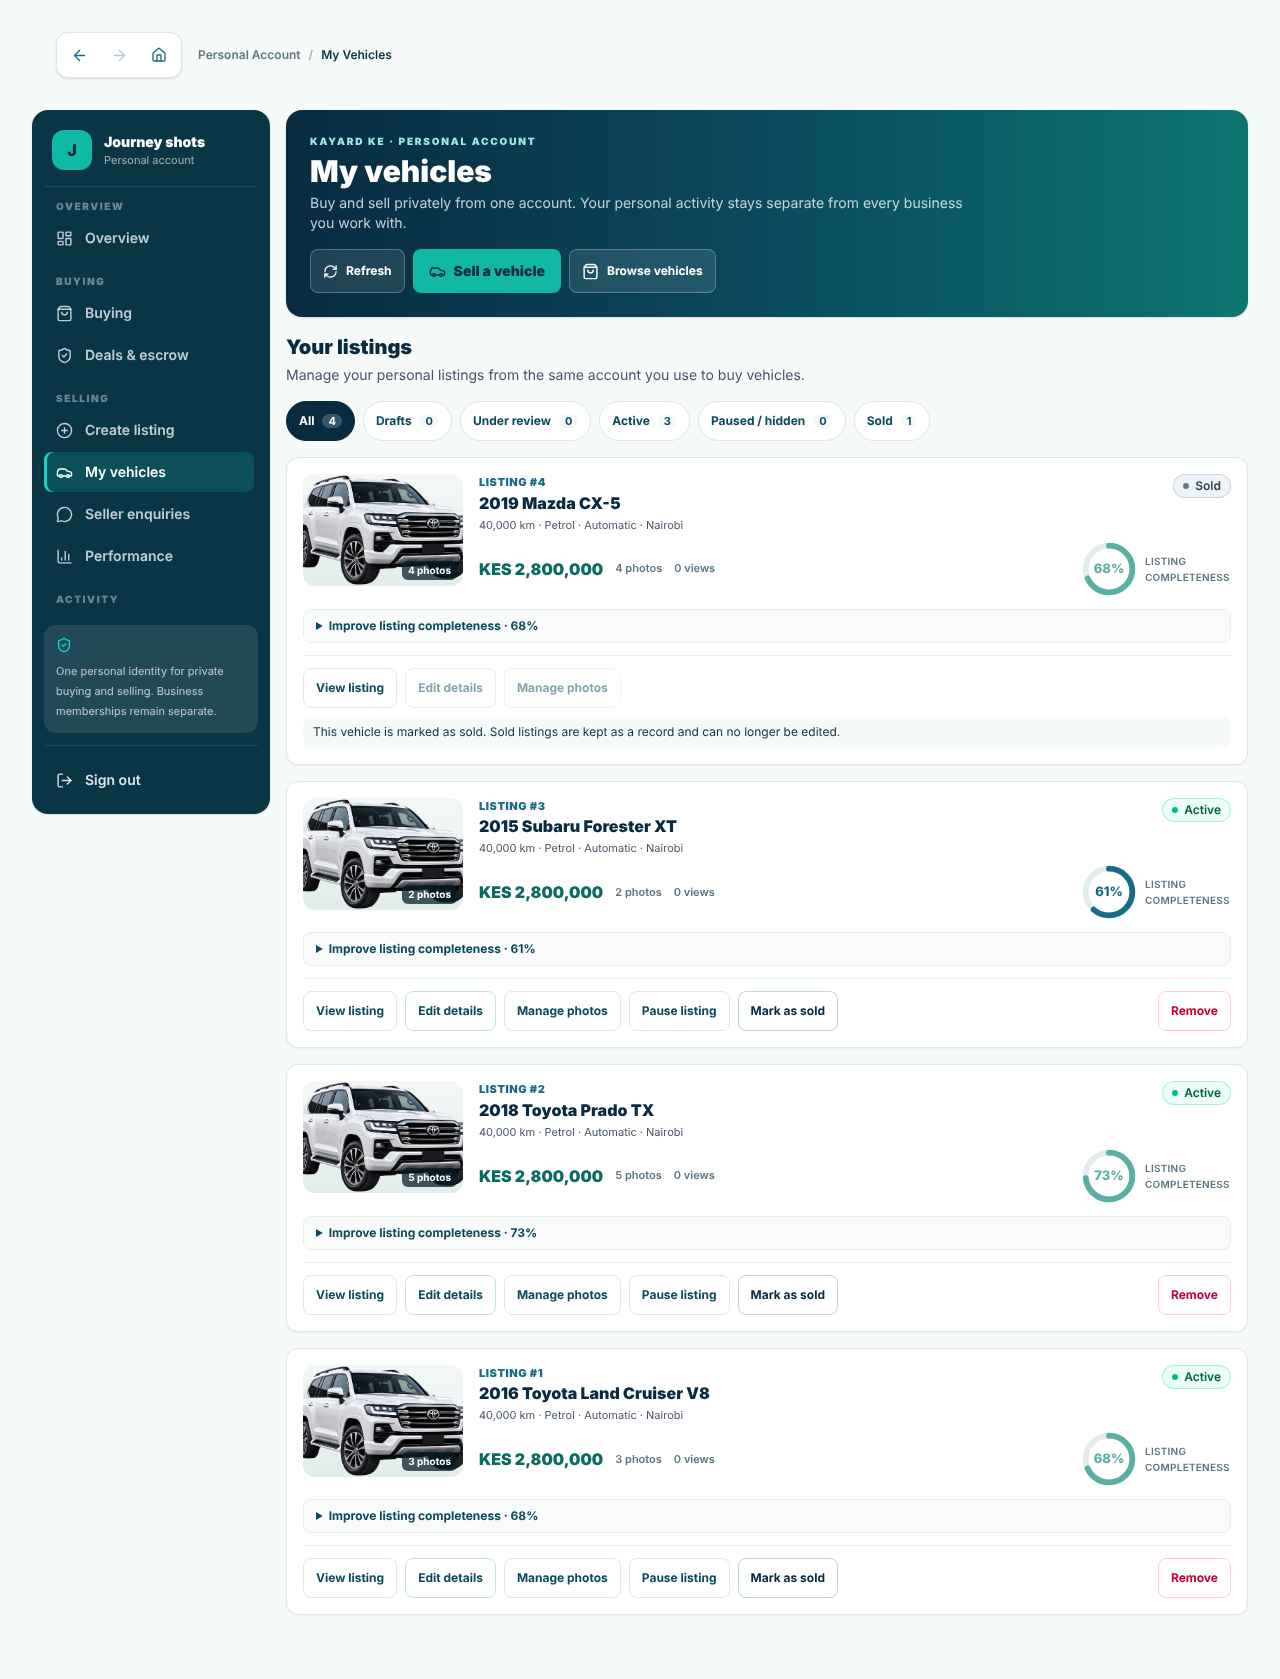 Personal Account / My Vehicles
J
Journey shots
Personal account
OVERVIEW
Overview
BUYING
Buying
Deals & escrow
SELLING
Create listing
My vehicles
Seller enquiries
Performance
ACTIVITY
One personal identity for private
buying and selling. Business
memberships remain separate.
Sign out
KAYARD KE · PERSONAL ACCOUNT
My vehicles
Buy and sell privately from one account. Your personal activity stays separate from every business
you work with.
Refresh
Sell a vehicle
Browse vehicles
Your listings
Manage your personal listings from the same account you use to buy vehicles.
All 4
Drafts 0
Under review 0
Active 3
Paused / hidden 0
Sold 1
4 photos
LISTING #4
Sold
2019 Mazda CX-5
40,000 km · Petrol · Automatic · Nairobi
KES 2,800,000 4 photos 0 views
68%
LISTING
COMPLETENESS
Improve listing completeness · 68%
View listing
Edit details
Manage photos
This vehicle is marked as sold. Sold listings are kept as a record and can no longer be edited.
2 photos
LISTING #3
Active
2015 Subaru Forester XT
40,000 km · Petrol · Automatic · Nairobi
KES 2,800,000 2 photos 0 views
61%
LISTING
COMPLETENESS
Improve listing completeness · 61%
View listing
Edit details
Manage photos
Pause listing
Mark as sold
Remove
5 photos
LISTING #2
Active
2018 Toyota Prado TX
40,000 km · Petrol · Automatic · Nairobi
KES 2,800,000 5 photos 0 views
73%
LISTING
COMPLETENESS
Improve listing completeness · 73%
View listing
Edit details
Manage photos
Pause listing
Mark as sold
Remove
3 photos
LISTING #1
Active
2016 Toyota Land Cruiser V8
40,000 km · Petrol · Automatic · Nairobi
KES 2,800,000 3 photos 0 views
68%
LISTING
COMPLETENESS
Improve listing completeness · 68%
View listing
Edit details
Manage photos
Pause listing
Mark as sold
Remove